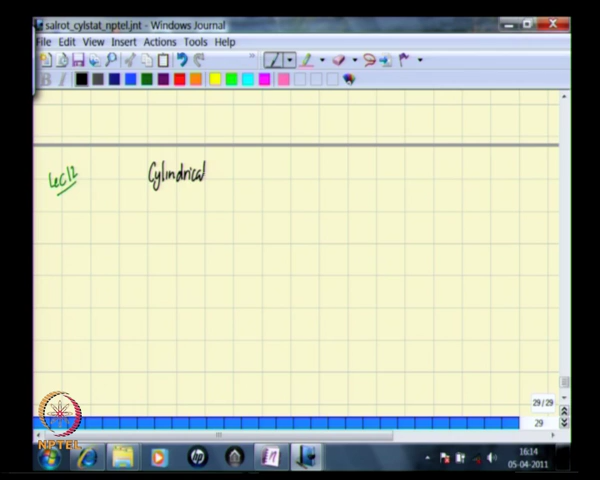 salrot_cylstat_nptel.jnt - Windows Journal
File Edit View Insert Actions Tools Help
B I
Lec 12 Cylindrical
29/29
29
NPTEL
hp
16:14
05-04-2011